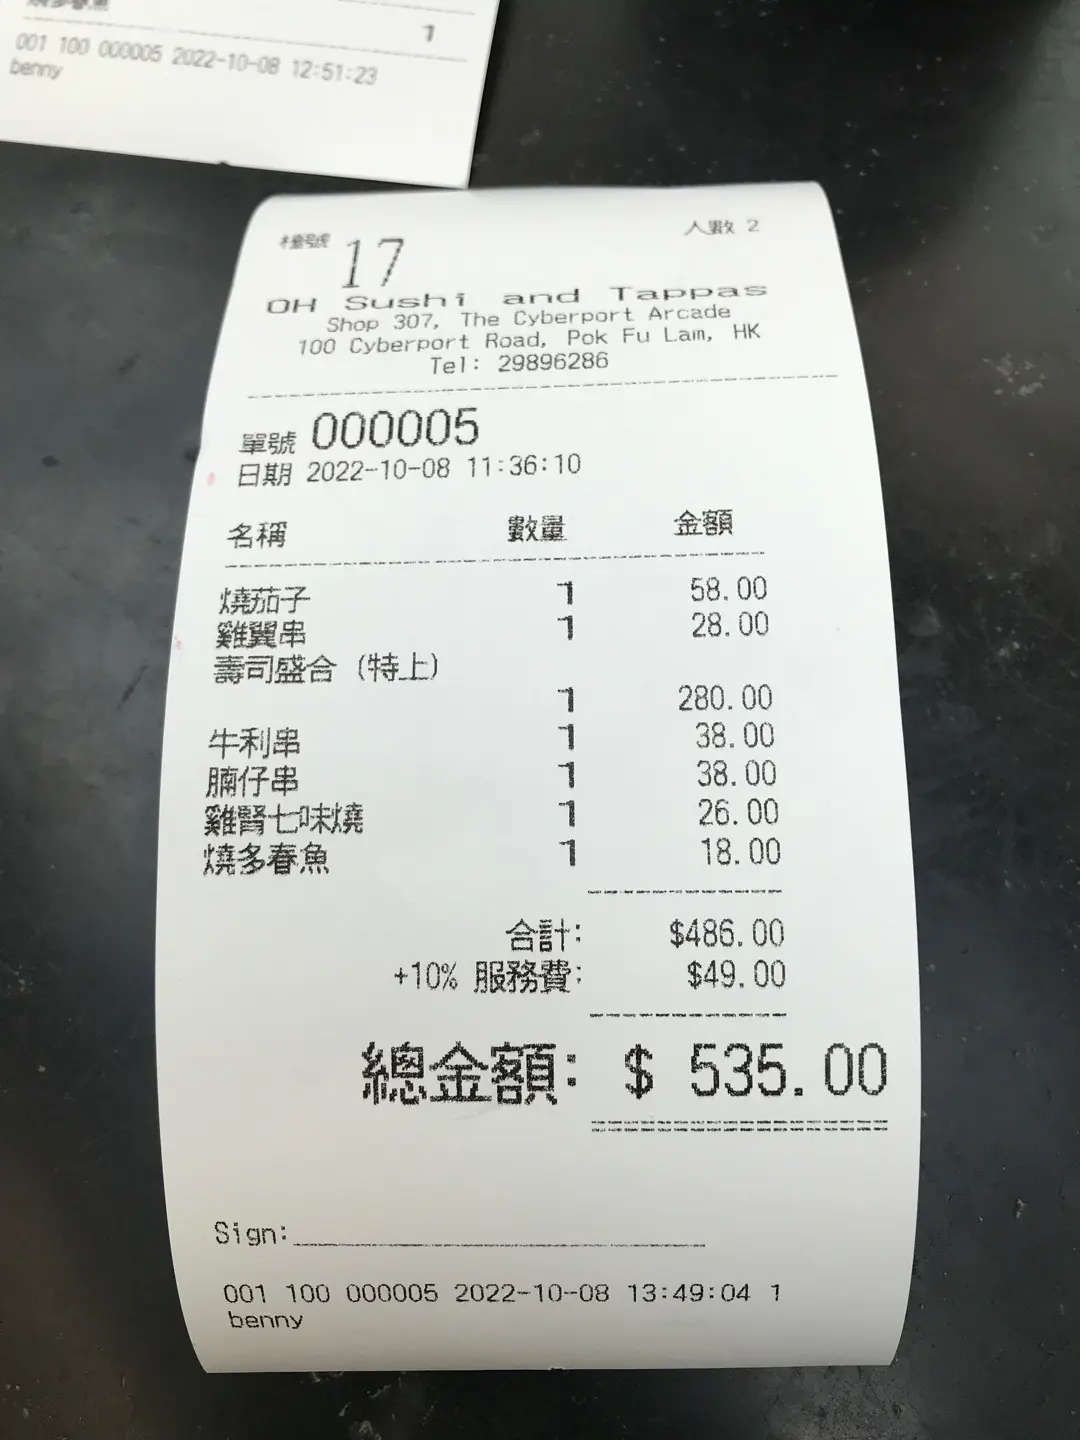 燒多春魚
1
001 100 000005 2022-10-08 12:51:23
benny
檯號 17 人數 2
OH Sushi and Tappas
Shop 307, The Cyberport Arcade
100 Cyberport Road, Pok Fu Lam, HK
Tel: 29896286
單號 000005
日期 2022-10-08 11:36:10
名稱 數量 金額
燒茄子 1 58.00
雞翼串 1 28.00
壽司盛合 (特上)
1 280.00
牛利串 1 38.00
腩仔串 1 38.00
雞腎七味燒 1 26.00
燒多春魚 1 18.00
合計: $486.00
+10% 服務費: $49.00
總金額: $ 535.00
Sign:
001 100 000005 2022-10-08 13:49:04 1
benny